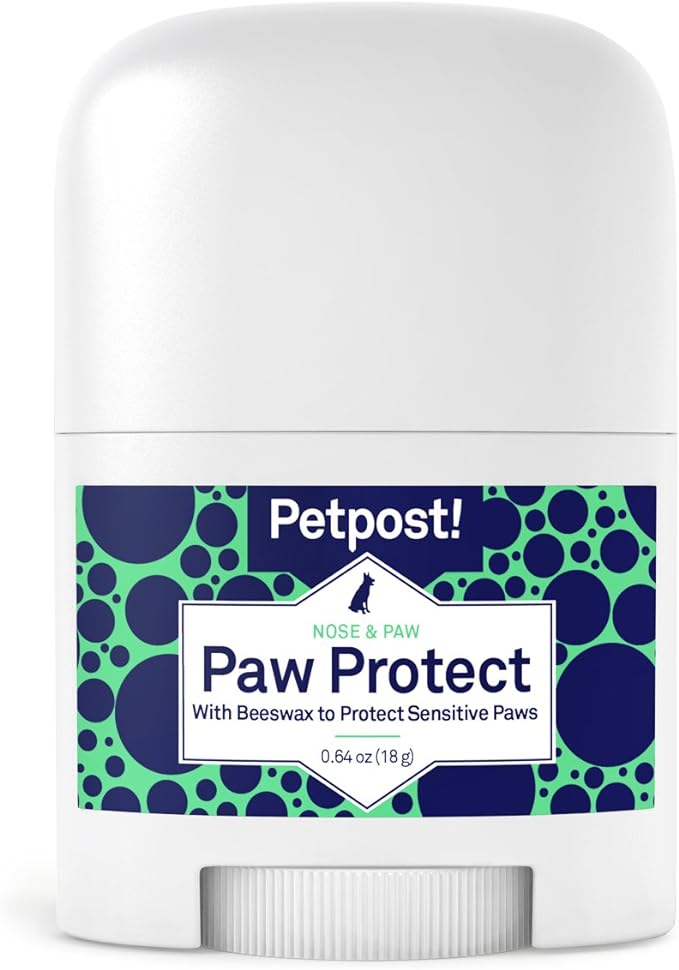 Petpost!
NOSE & PAW
Paw Protect
With Beeswax to Protect Sensitive Paws
0.64 oz (18 g)